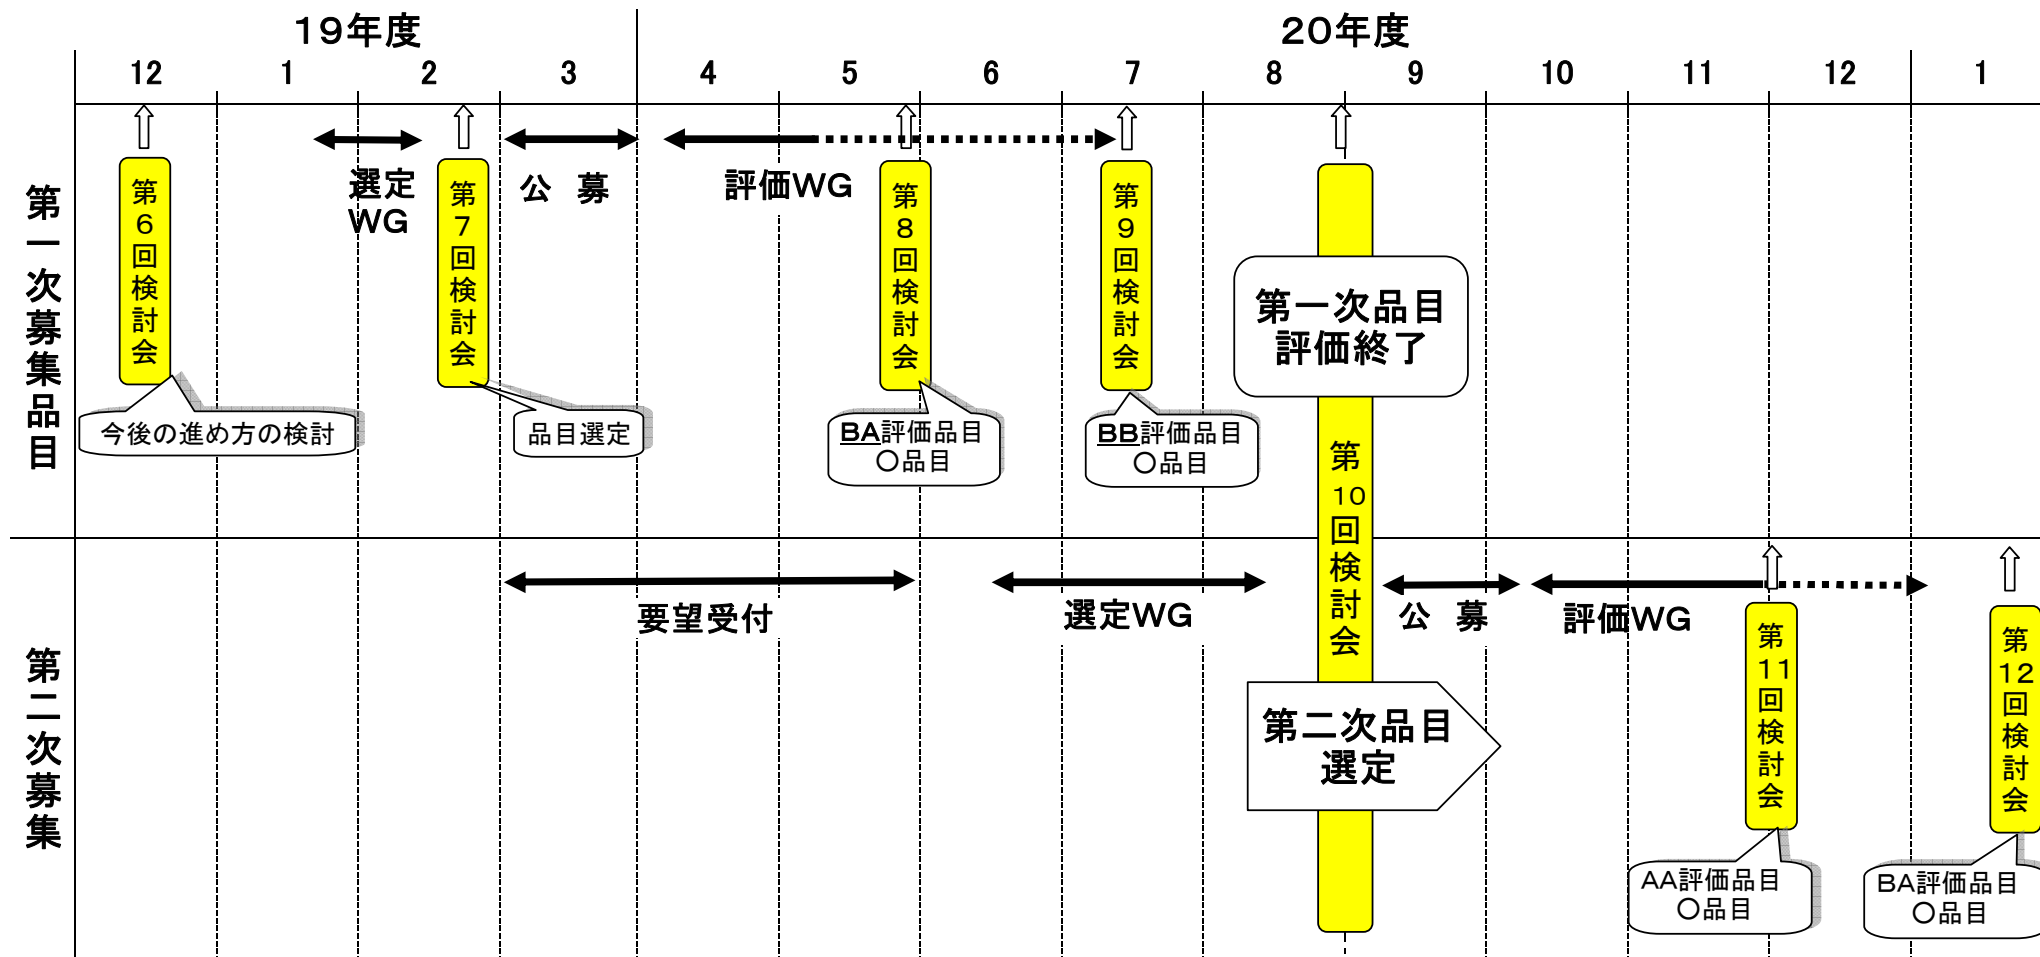 19年度
20年度
12
1
2
3
4
5
6
7
8
9
10
11
12
1
第一次募集品目
第6回検討会
選定
WG
第7回検討会
公　募
評価WG
第8回検討会
第9回検討会
第一次品目
評価終了
今後の進め方の検討
品目選定
BA評価品目
〇品目
BB評価品目
〇品目
第10回検討会
第二次募集
要望受付
選定WG
公　募
評価WG
第二次品目
選定
第11回検討会
第12回検討会
AA評価品目
〇品目
BA評価品目
〇品目